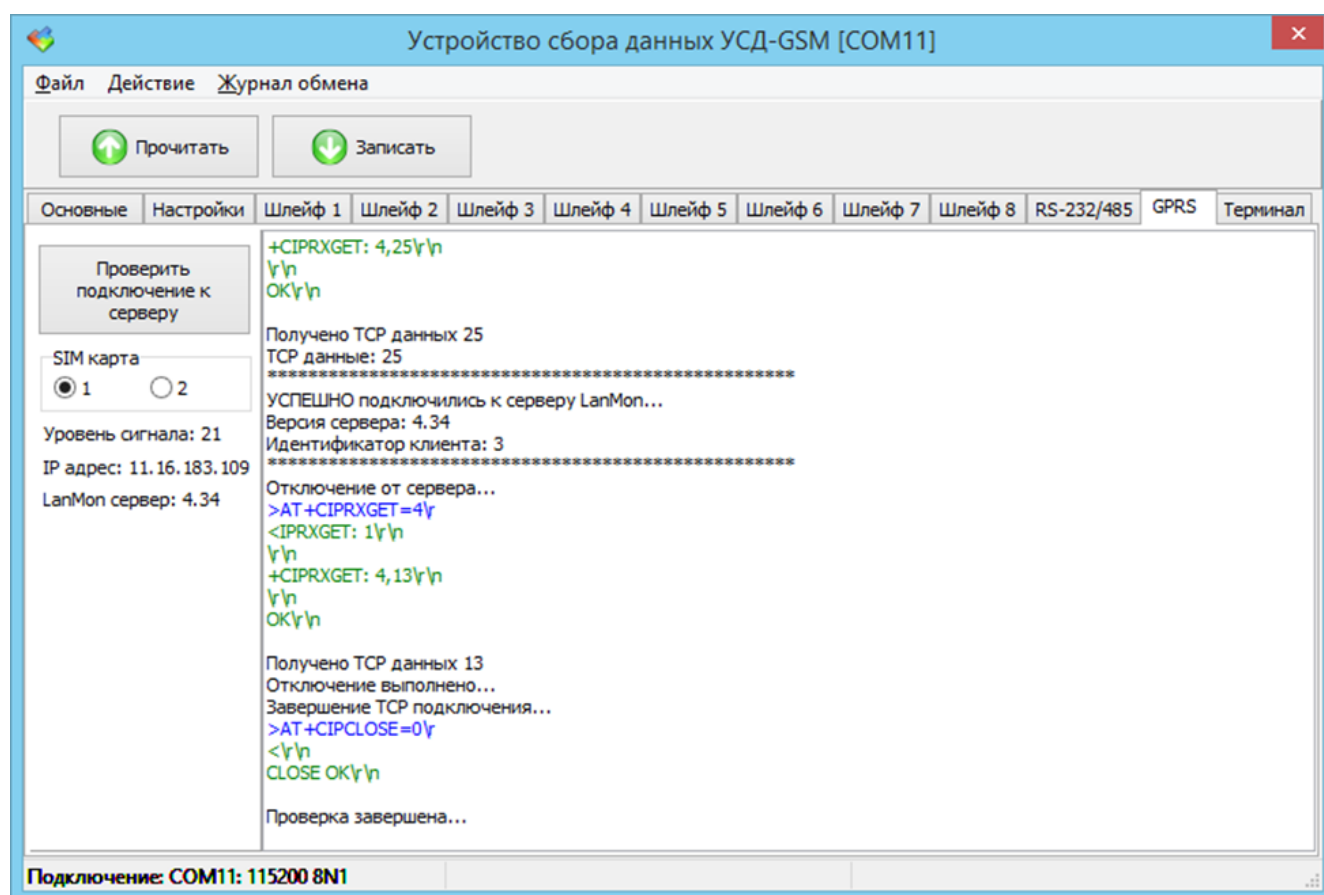 Устройство сбора данных УСД-GSM [COM11]
Файл Действие Журнал обмена
Прочитать Записать
Основные Настройки Шлейф 1 Шлейф 2 Шлейф 3 Шлейф 4 Шлейф 5 Шлейф 6 Шлейф 7 Шлейф 8 RS-232/485 GPRS Терминал
Проверить
подключение к
серверу
SIM карта
1 2
Уровень сигнала: 21
IP адрес: 11.16.183.109
LanMon сервер: 4.34
+CIPRXGET: 4,25\r\n
\r\n
OK\r\n
Получено TCP данных 25
TCP данные: 25
****************************************************
УСПЕШНО подключились к серверу LanMon...
Версия сервера: 4.34
Идентификатор клиента: 3
****************************************************
Отключение от сервера...
>AT+CIPRXGET=4\r
<IPRXGET: 1\r\n
\r\n
+CIPRXGET: 4,13\r\n
\r\n
OK\r\n
Получено TCP данных 13
Отключение выполнено...
Завершение TCP подключения...
>AT+CIPCLOSE=0\r
<\r\n
CLOSE OK\r\n
Проверка завершена...
Подключение: COM11: 115200 8N1